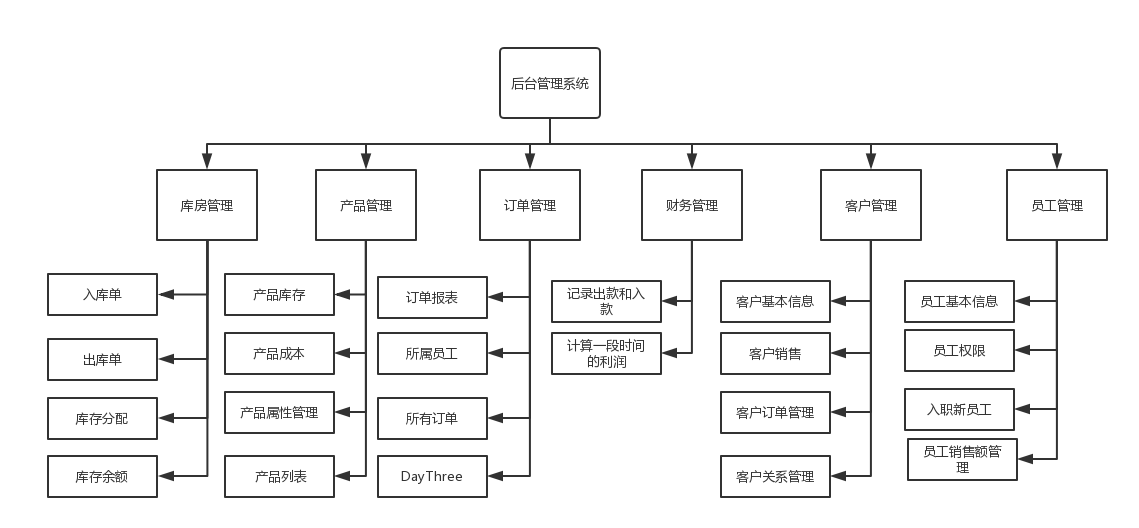 后台管理系统
库房管理
产品管理
订单管理
财务管理
客户管理
员工管理
入库单
出库单
库存分配
库存余额
产品库存
产品成本
产品属性管理
产品列表
订单报表
所属员工
所有订单
DayThree
记录出款和入
款
计算一段时间
的利润
客户基本信息
客户销售
客户订单管理
客户关系管理
员工基本信息
员工权限
入职新员工
员工销售额管
理